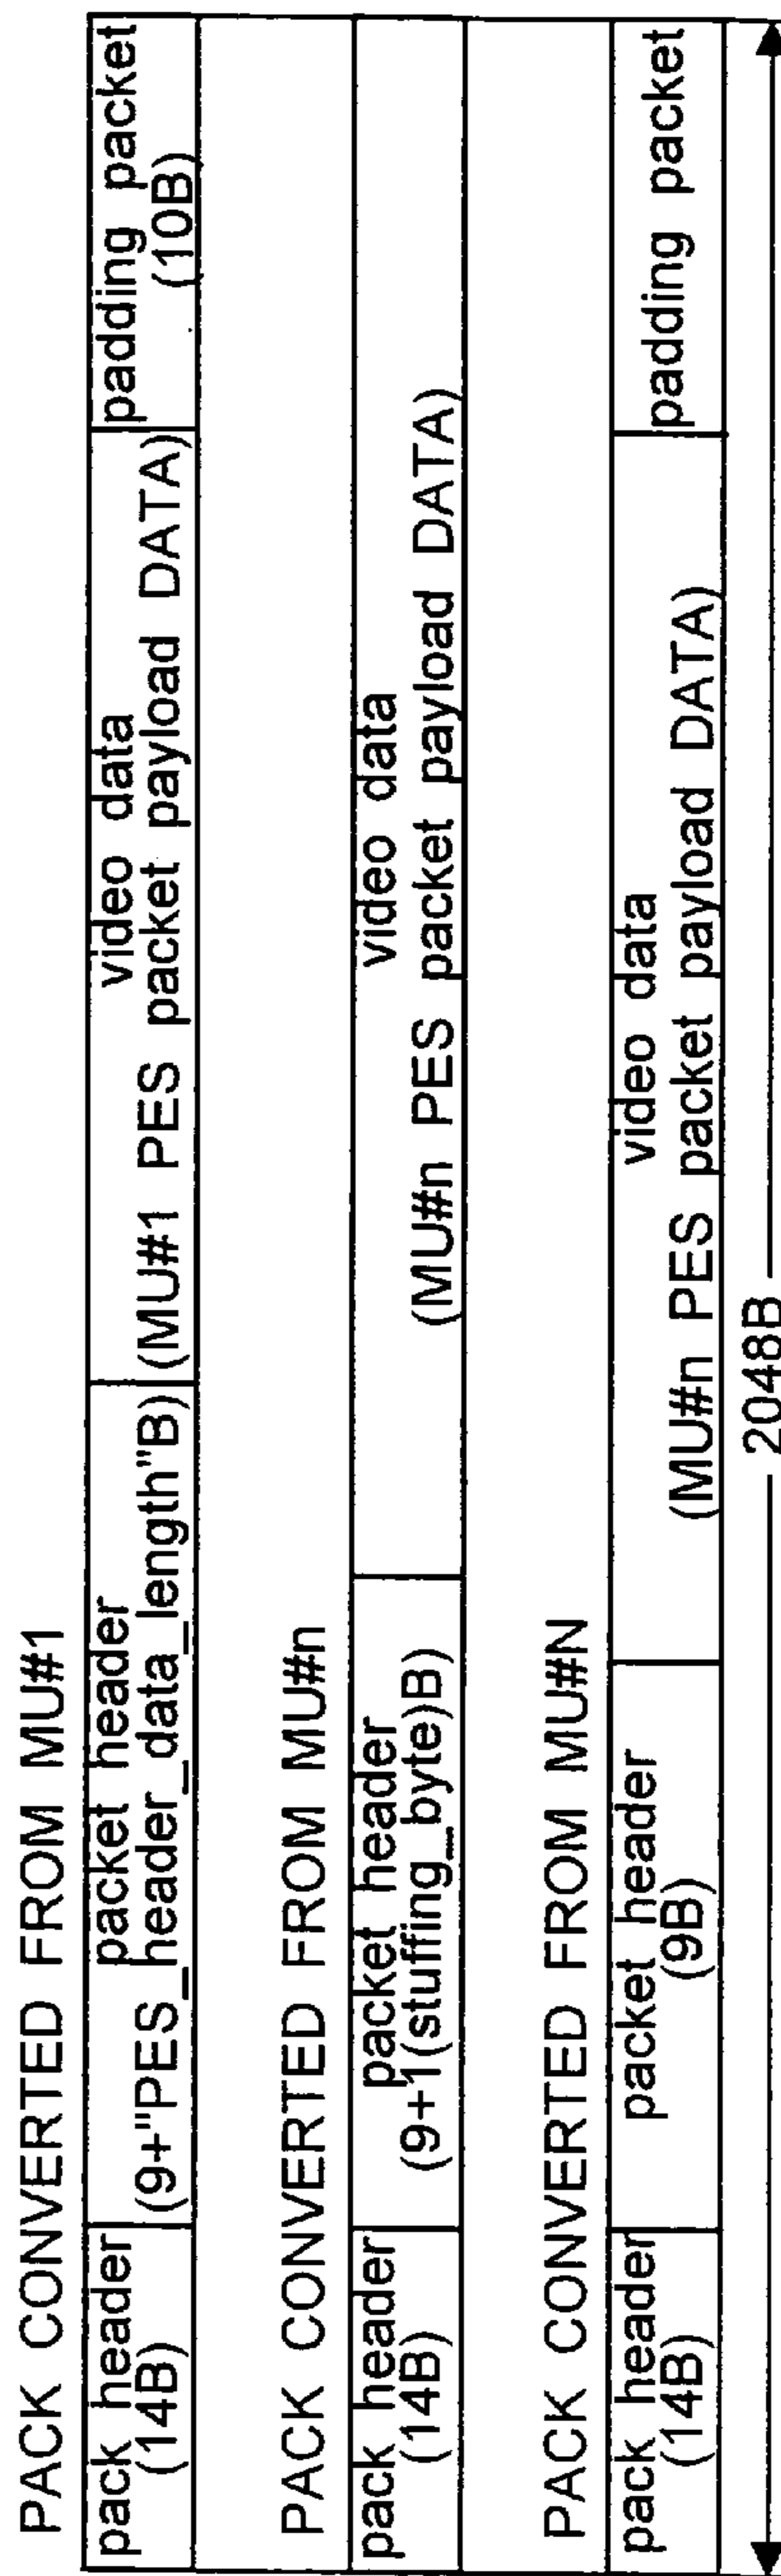 PACK CONVERTED FROM MU#1
pack header
(14B)
packet header
(9+"PES_header_data_length"B)
video data
(MU#1 PES packet payload DATA)
padding packet
(10B)
PACK CONVERTED FROM MU#n
pack header
(14B)
packet header
(9+1(stuffing_byte)B)
video data
(MU#n PES packet payload DATA)
PACK CONVERTED FROM MU#N
pack header
(14B)
packet header
(9B)
video data
(MU#n PES packet payload DATA)
padding packet
2048B